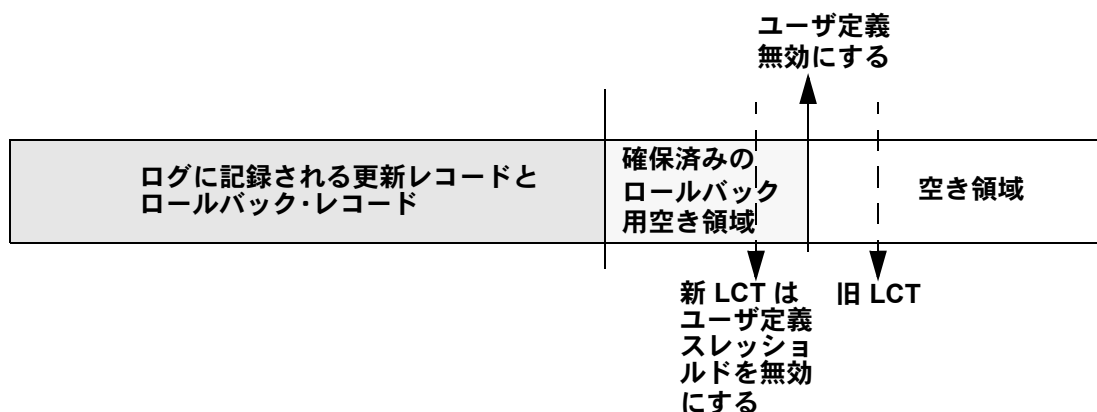 ユーザ定義
無効にする
ログに記録される更新レコードと
ロールバック・レコード
確保済みの
ロールバック
用空き領域
空き領域
新 LCT は
ユーザ定義
スレッショ
ルドを無効
にする
旧 LCT